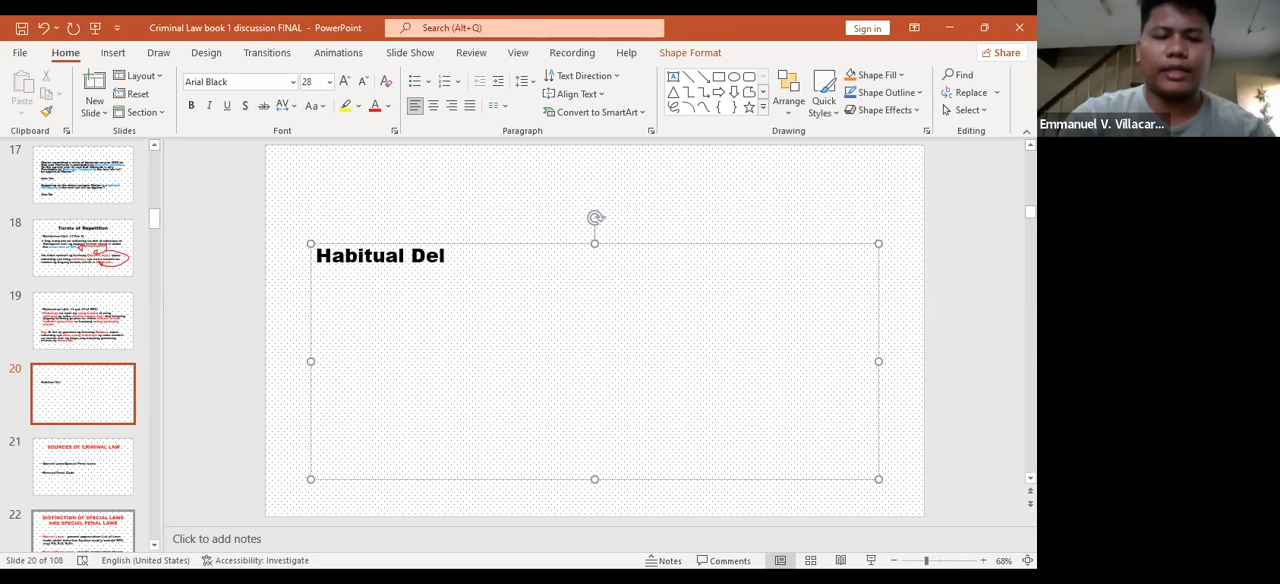 Criminal Law book 1 discussion FINAL - PowerPoint
Search (Alt+Q)
Sign in
File Home Insert Draw Design Transitions Animations Slide Show Review View Recording Help Shape Format
Share
Paste
New Slide
Layout
Reset
Section
Arial Black 28
Text Direction
Align Text
Convert to SmartArt
Arrange
Quick Styles
Shape Fill
Shape Outline
Shape Effects
Find
Replace
Select
Clipboard Slides Font Paragraph Drawing Editing
Emmanuel V. Villacar...
17
18
Forms of Repetition
19
20
Habitual Del
21
SOURCES OF CRIMINAL LAW
22
DISTINCTION OF SPECIAL LAWS
AND SPECIAL PENAL LAWS
Habitual Del
Click to add notes
Slide 20 of 108 English (United States) Accessibility: Investigate Notes Comments 68%